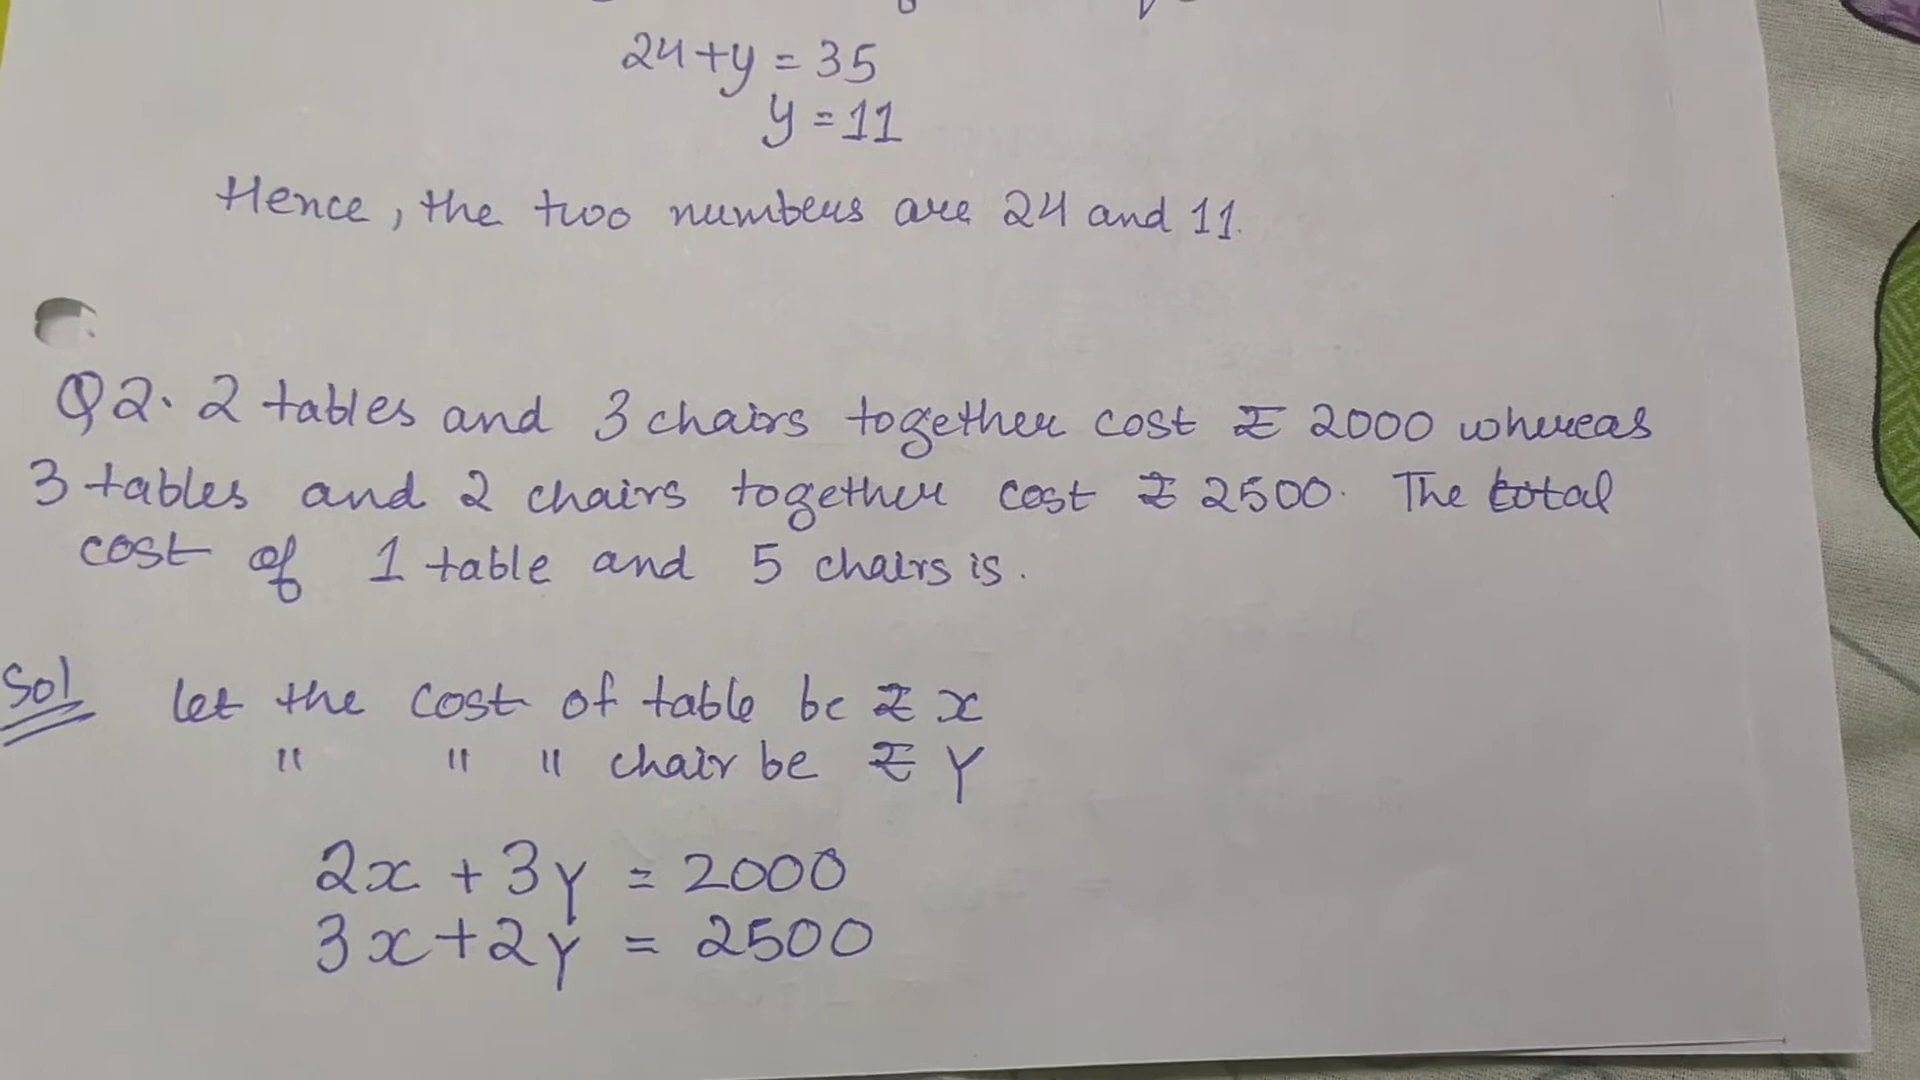 24+y = 35
y = 11
Hence, the two numbers are 24 and 11.
Q2. 2 tables and 3 chairs together cost ₹ 2000 whereas
3 tables and 2 chairs together cost ₹ 2500. The total
cost of 1 table and 5 chairs is.
Sol let the cost of table be ₹ x
" " " chair be ₹ Y
2x + 3y = 2000
3x+2y = 2500